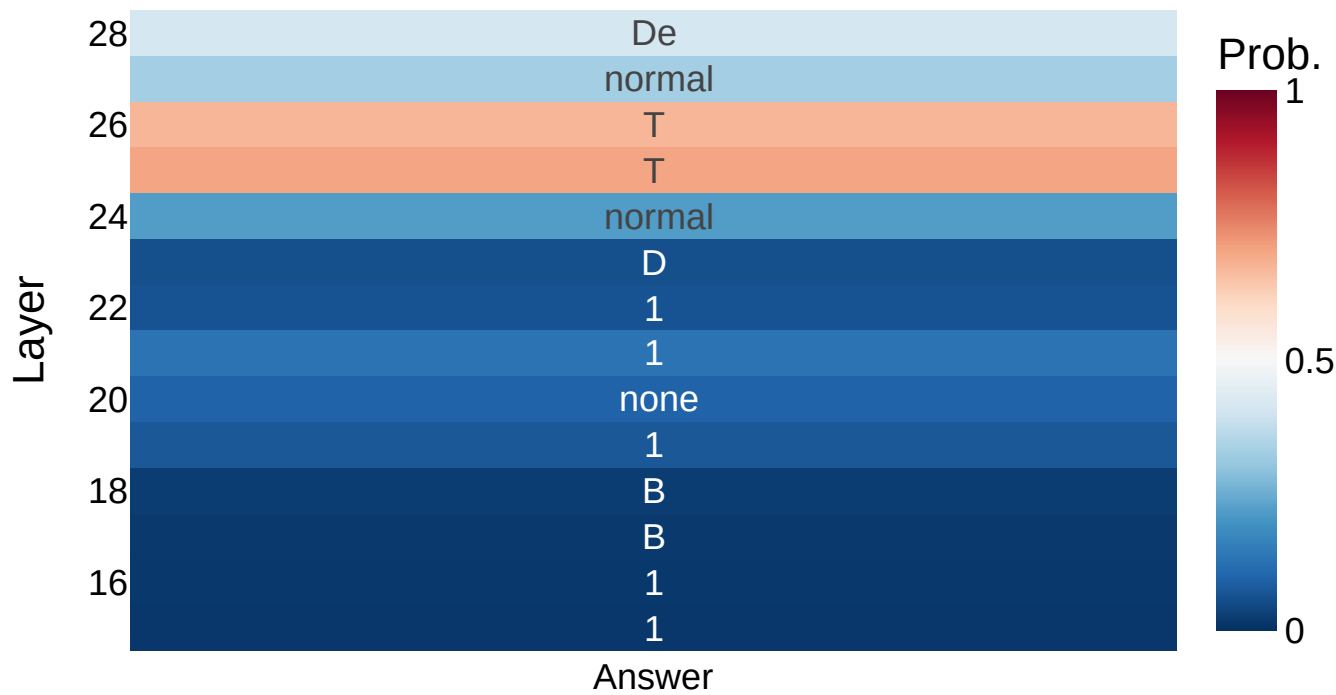 28 De
normal
26 T
T
24 normal
D
22 1
1
20 none
1
18 B
B
16 1
1
Layer
Answer
Prob.
1
0.5
0